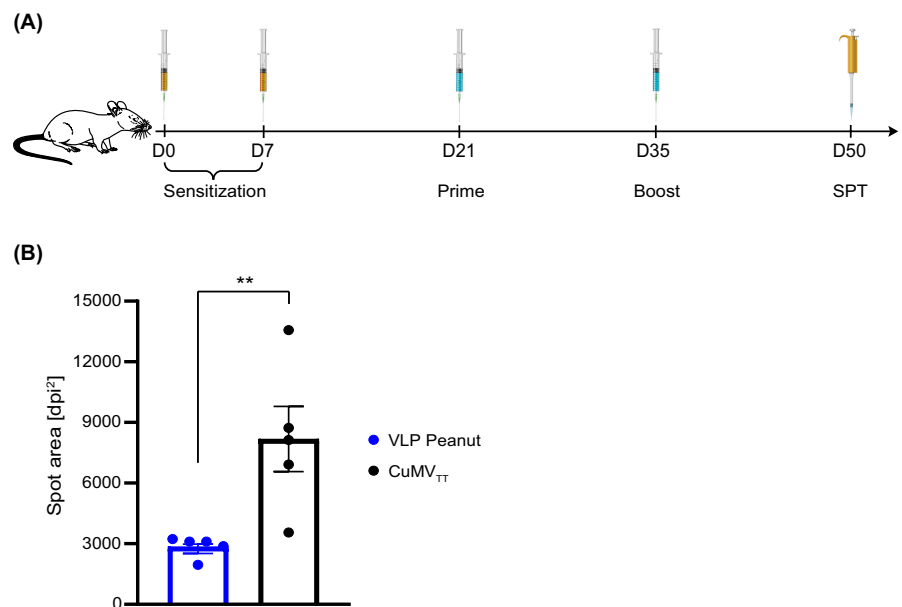 (A)
D0 D7 D21 D35 D50
Sensitization Prime Boost SPT
(B)
**
15000
12000
9000
6000
3000
0
Spot area [dpi²]
VLP Peanut
CuMV_TT